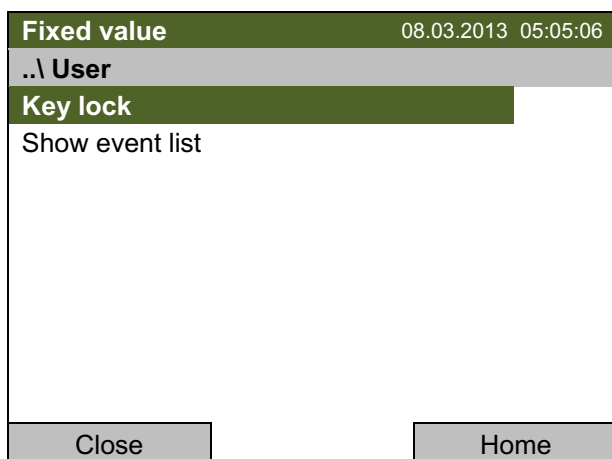 Fixed value 08.03.2013 05:05:06
..\ User
Key lock
Show event list
Close Home